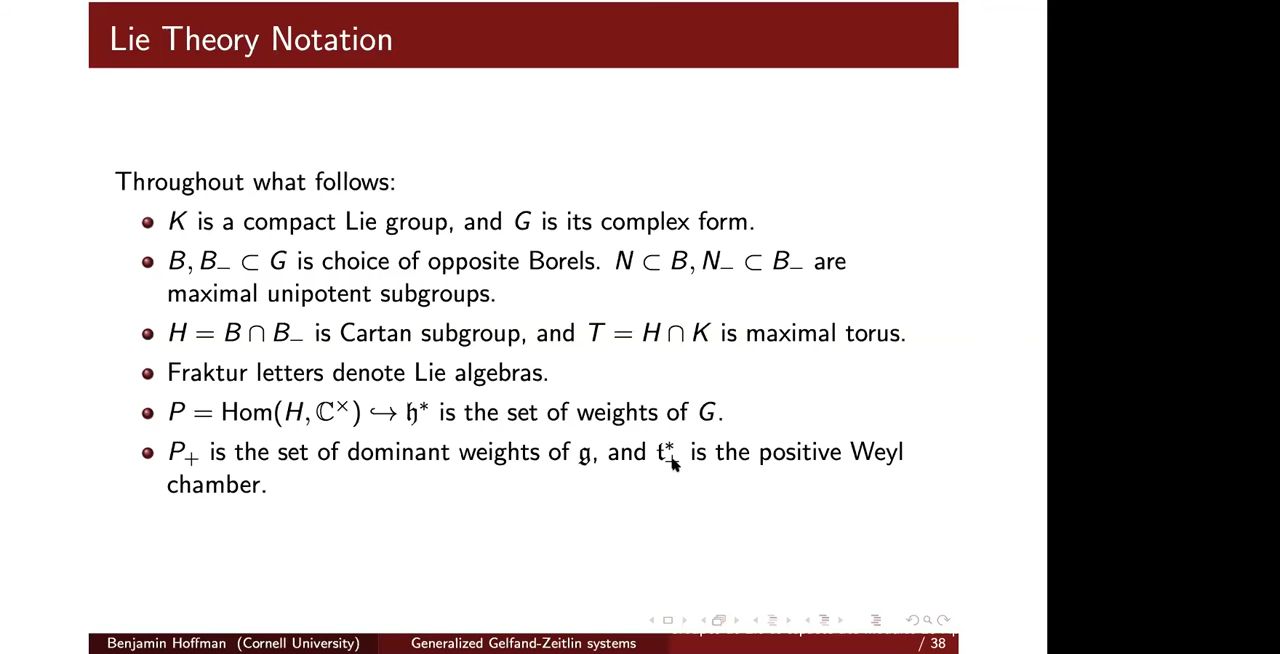 Lie Theory Notation
Throughout what follows:
• K is a compact Lie group, and G is its complex form.
• B, B₋ ⊂ G is choice of opposite Borels. N ⊂ B, N₋ ⊂ B₋ are
maximal unipotent subgroups.
• H = B ∩ B₋ is Cartan subgroup, and T = H ∩ K is maximal torus.
• Fraktur letters denote Lie algebras.
• P = Hom(H, ℂ^×) ↪ 𝔥* is the set of weights of G.
• P₊ is the set of dominant weights of 𝔤, and 𝔱*₊ is the positive Weyl
chamber.
Benjamin Hoffman (Cornell University) Generalized Gelfand-Zeitlin systems / 38